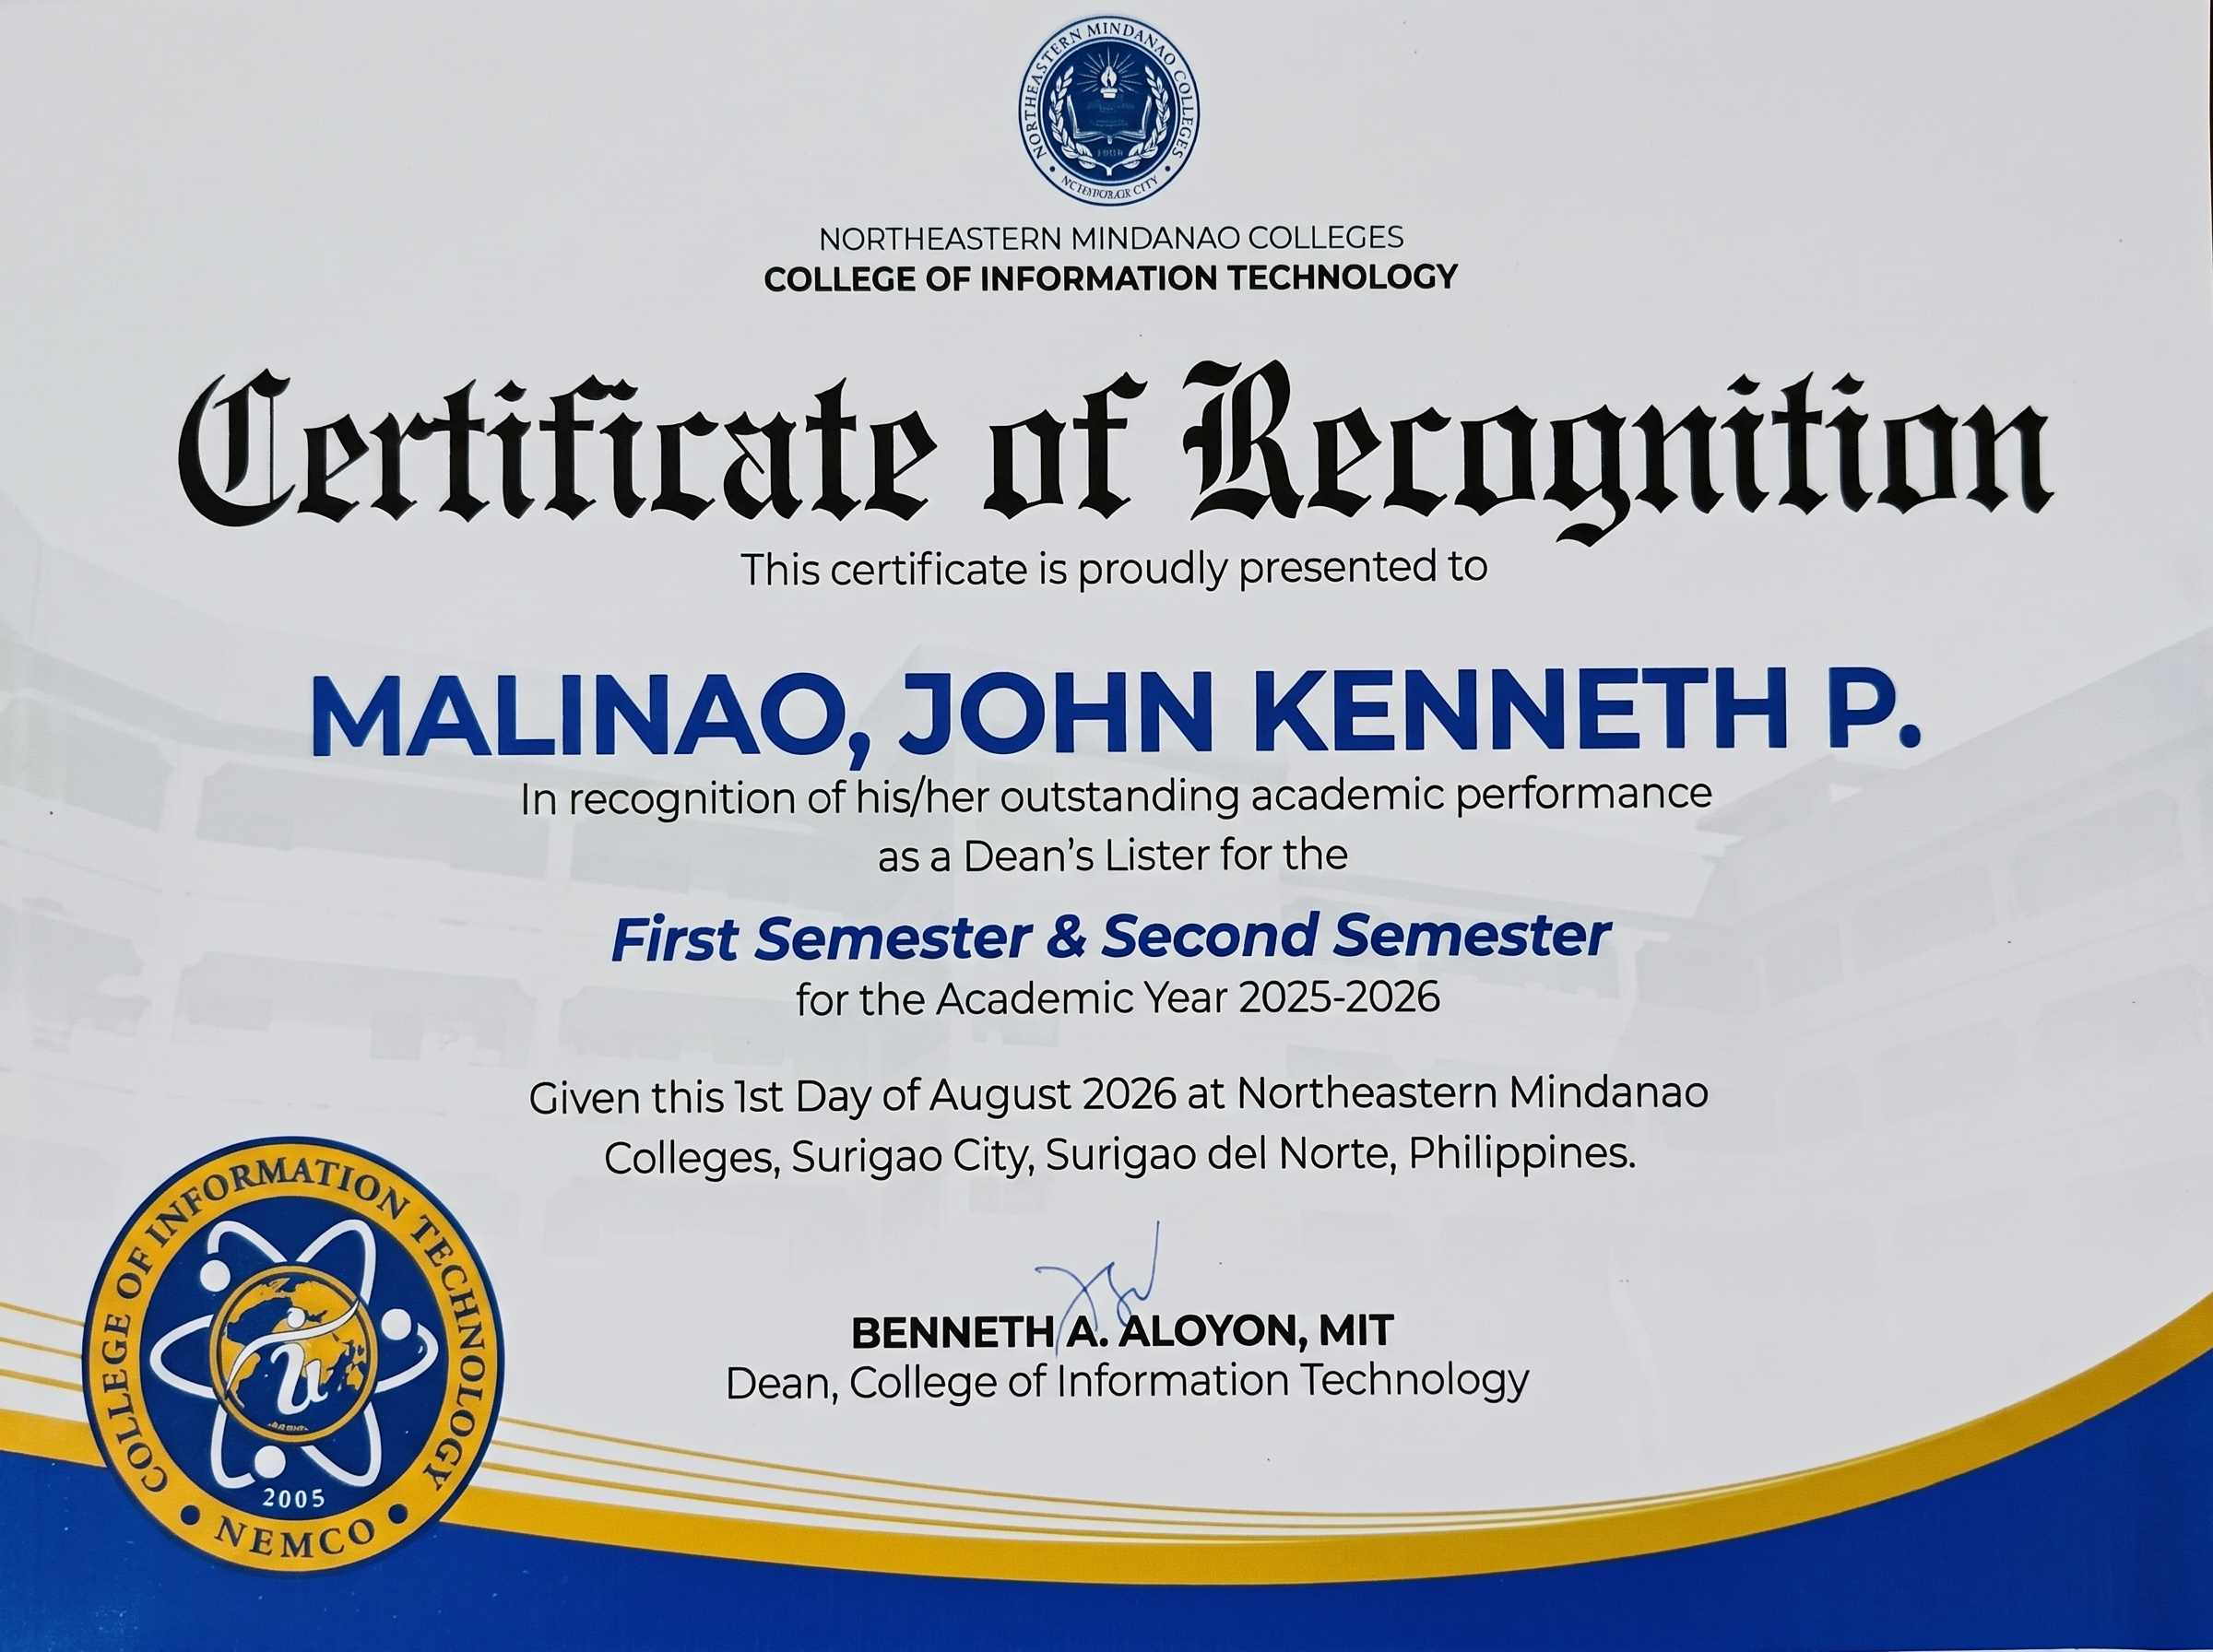 NORTHEASTERN MINDANAO COLLEGES
CITY
NORTHEASTERN MINDANAO COLLEGES
COLLEGE OF INFORMATION TECHNOLOGY
Certificate of Recognition
This certificate is proudly presented to
MALINAO, JOHN KENNETH P.
In recognition of his/her outstanding academic performance
as a Dean's Lister for the
First Semester & Second Semester
for the Academic Year 2025-2026
Given this 1st Day of August 2026 at Northeastern Mindanao
Colleges, Surigao City, Surigao del Norte, Philippines.
BENNETH A. ALOYON, MIT
Dean, College of Information Technology
COLLEGE OF INFORMATION TECHNOLOGY
2005
NEMCO